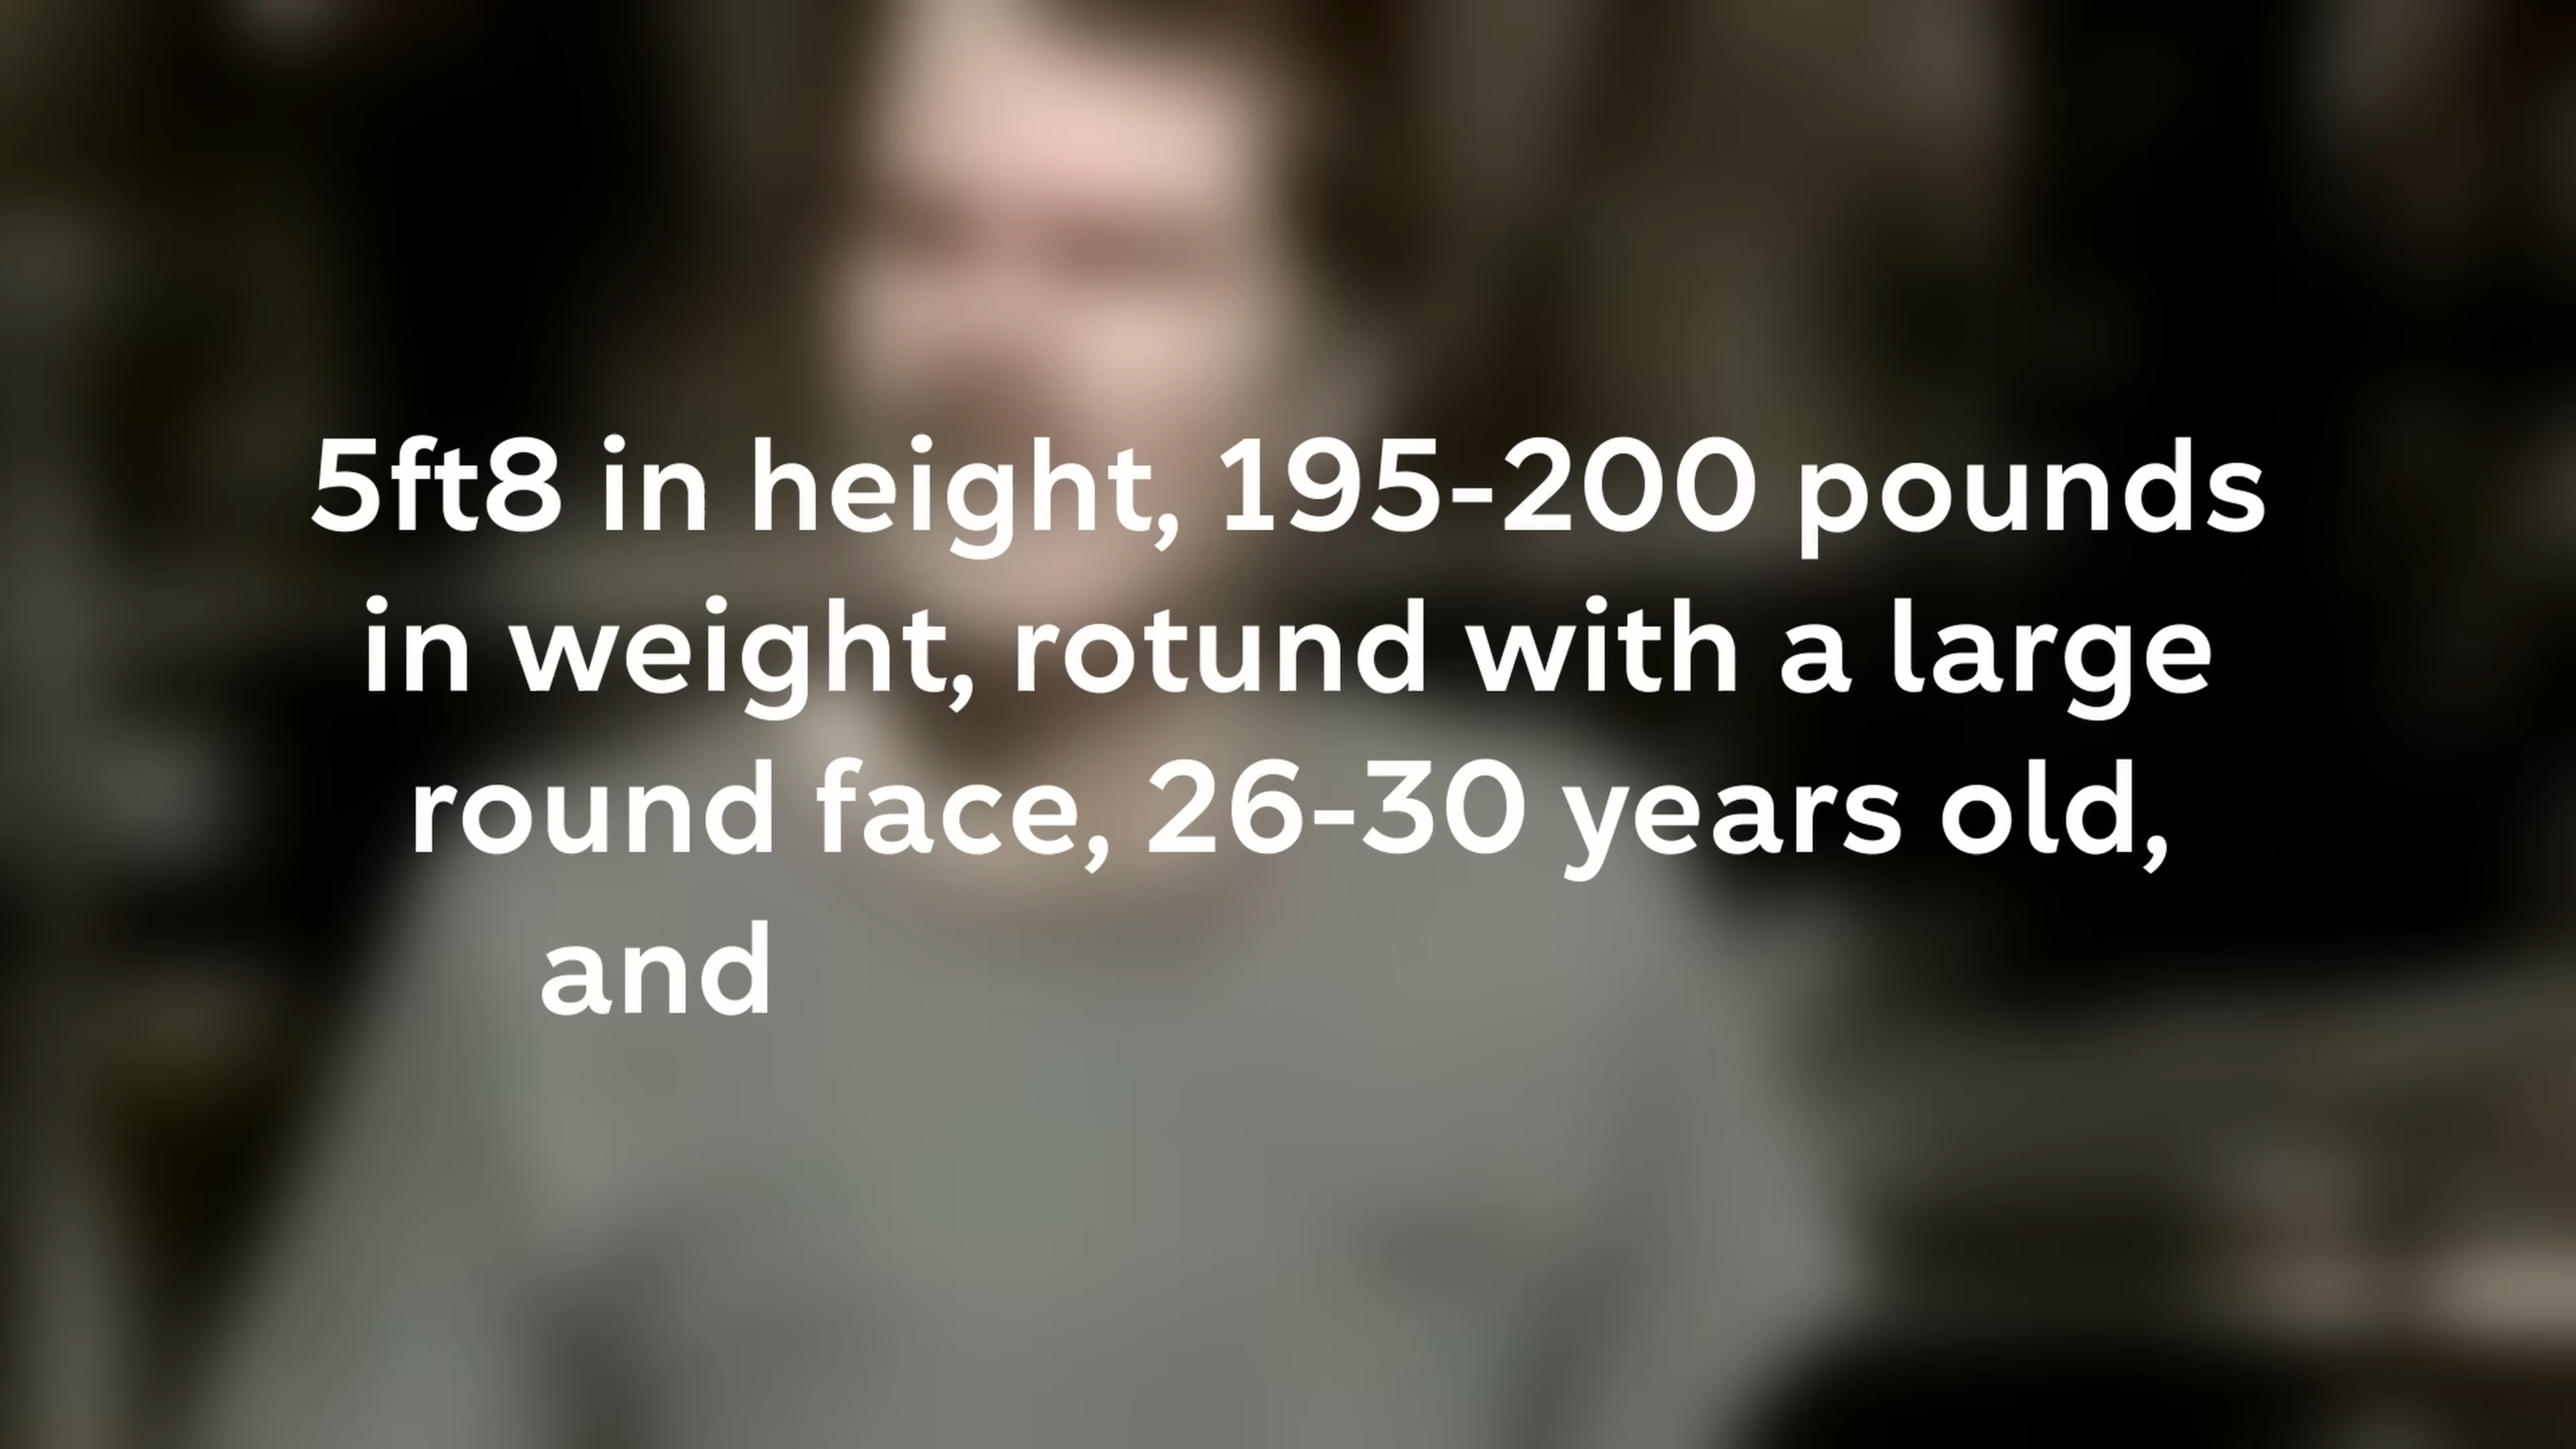 5ft8 in height, 195-200 pounds
in weight, rotund with a large
round face, 26-30 years old,
and